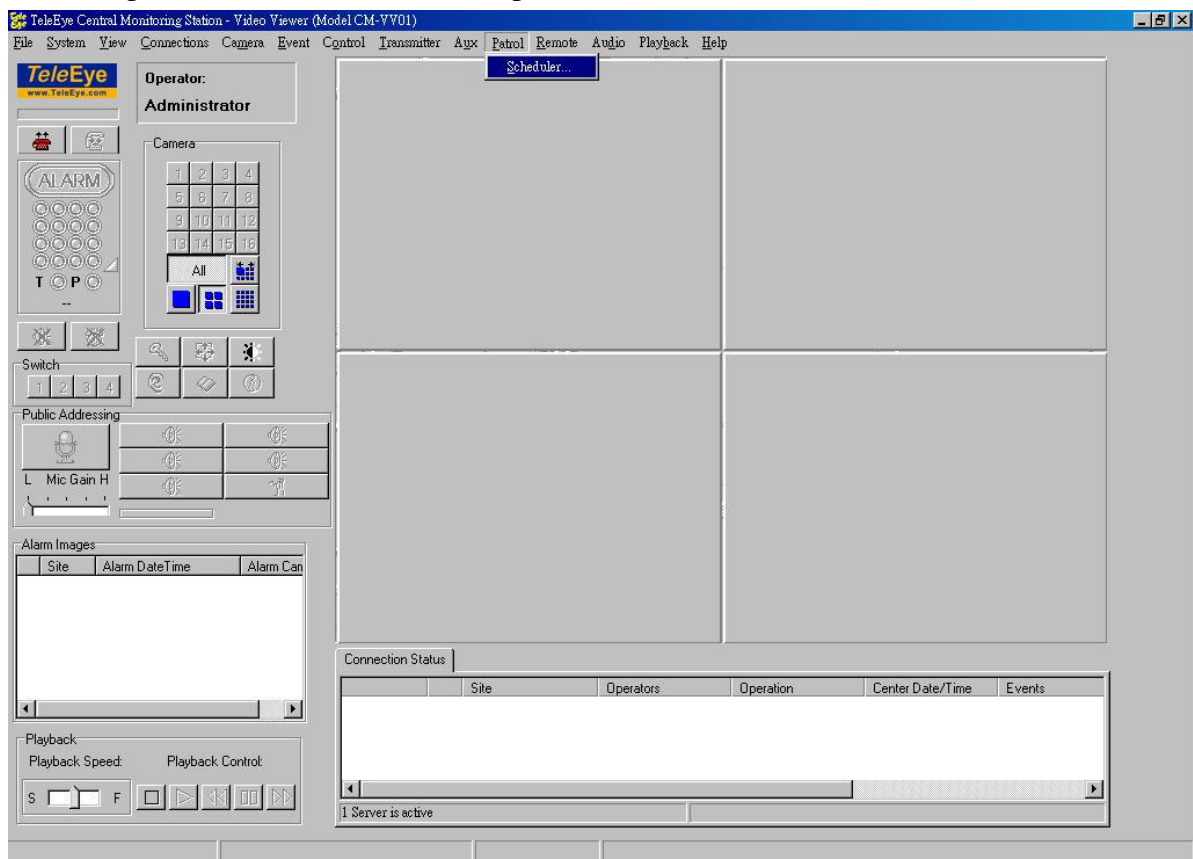 TeleEye Central Monitoring Station - Video Viewer (Model CM-VV01)
File System View Connections Camera Event Control Transmitter Aux Patrol Remote Audio Playback Help
Scheduler...
TeleEye
www.TeleEye.com
Operator:
Administrator
Camera
1 2 3 4
5 6 7 8
9 10 11 12
13 14 15 16
All
ALARM
T P
--
Switch
1 2 3 4
Public Addressing
L Mic Gain H
Alarm Images
Site Alarm DateTime Alarm Can
Playback
Playback Speed: Playback Control:
S F
Connection Status
Site Operators Operation Center Date/Time Events
1 Server is active